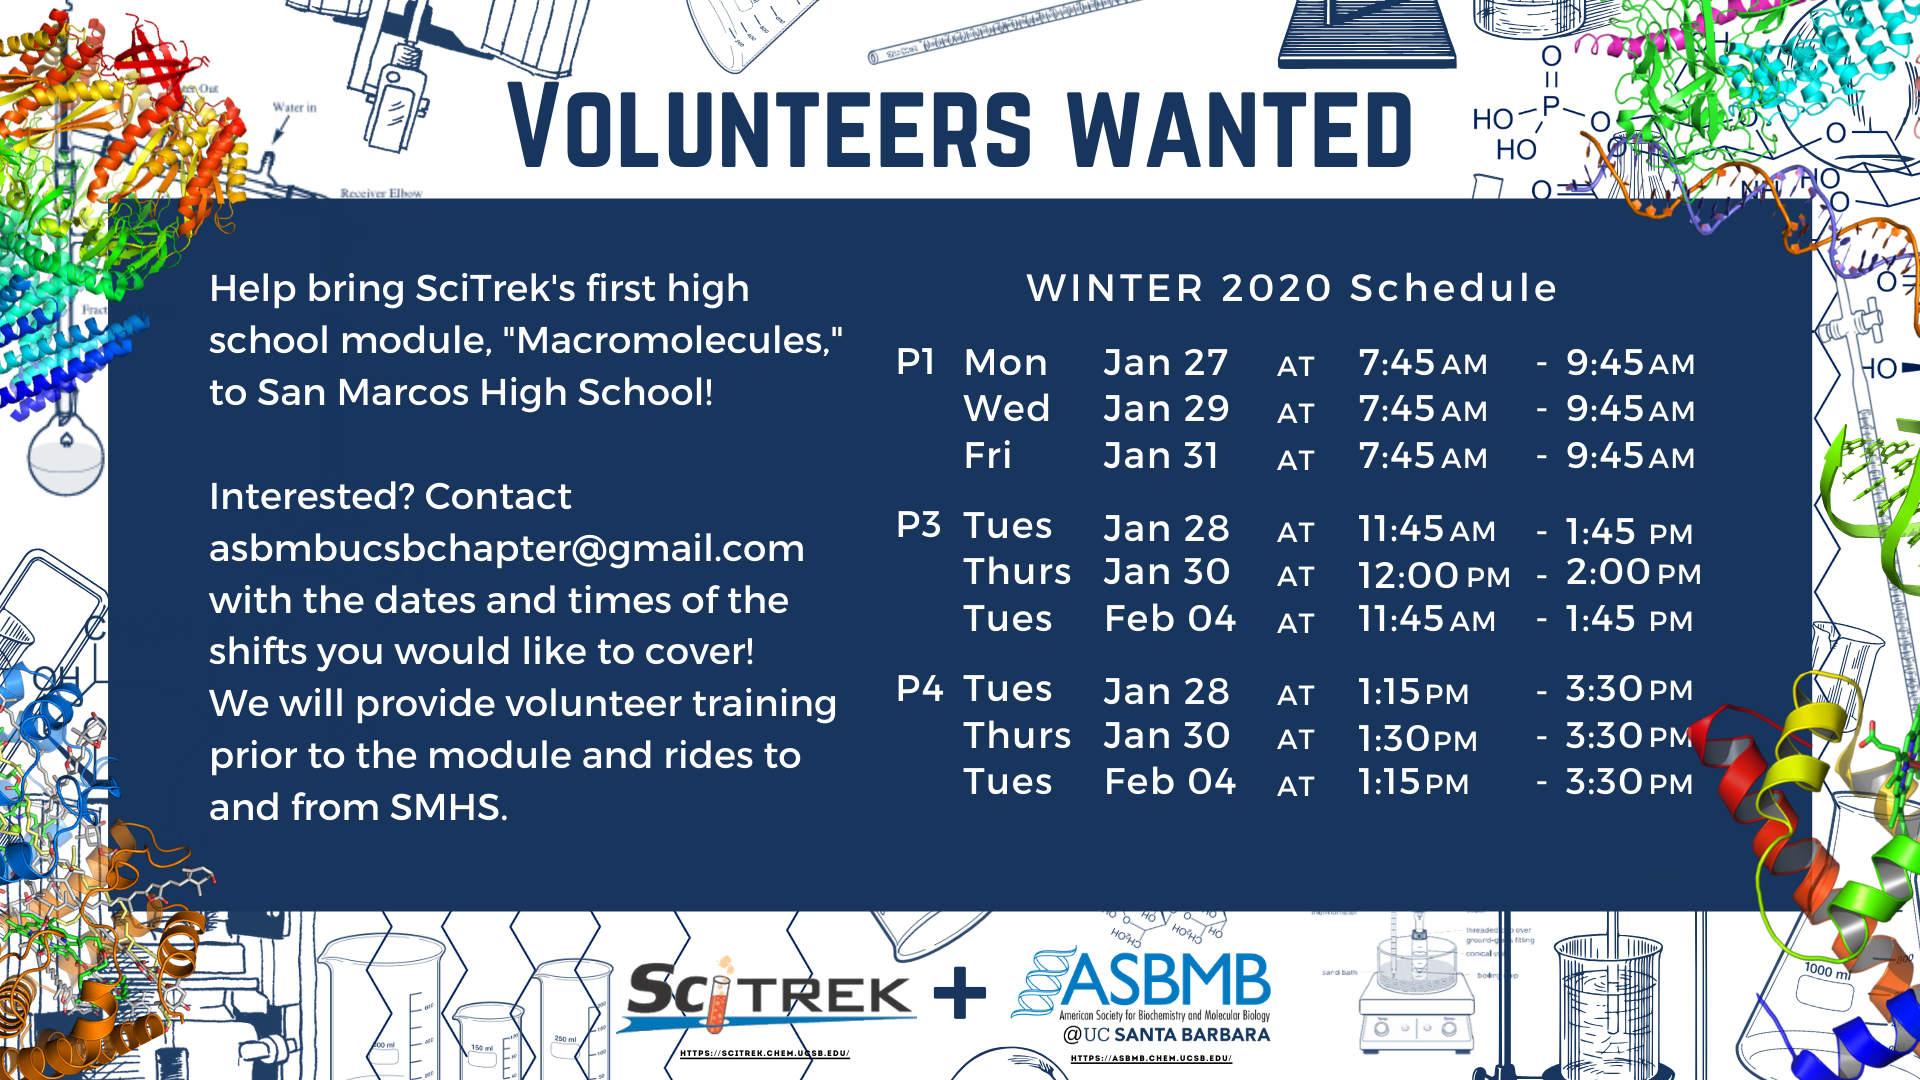 VOLUNTEERS WANTED
Water in
Receiver Elbow
HO
P
O
O
HO
O
O
NH
HO
O
O
HO
Help bring SciTrek's first high
school module, "Macromolecules,"
to San Marcos High School!
Interested? Contact
asbmbucsbchapter@gmail.com
with the dates and times of the
shifts you would like to cover!
We will provide volunteer training
prior to the module and rides to
and from SMHS.
WINTER 2020 Schedule
P1 Mon Jan 27 AT 7:45 AM - 9:45 AM
Wed Jan 29 AT 7:45 AM - 9:45 AM
Fri Jan 31 AT 7:45 AM - 9:45 AM
P3 Tues Jan 28 AT 11:45 AM - 1:45 PM
Thurs Jan 30 AT 12:00 PM - 2:00 PM
Tues Feb 04 AT 11:45 AM - 1:45 PM
P4 Tues Jan 28 AT 1:15 PM - 3:30 PM
Thurs Jan 30 AT 1:30 PM - 3:30 PM
Tues Feb 04 AT 1:15 PM - 3:30 PM
SCITREK + ASBMB
American Society for Biochemistry and Molecular Biology
@UC SANTA BARBARA
HTTPS://SCITREK.CHEM.UCSB.EDU/
HTTPS://ASBMB.CHEM.UCSB.EDU/
150 ml
250 ml
sand bath
1000 ml